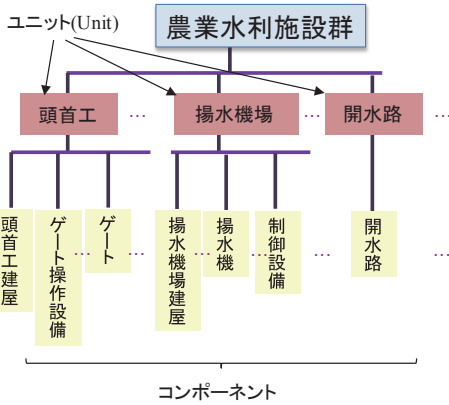 ユニット(Unit)
農業水利施設群
頭首工
…
揚水機場
…
開水路
…
頭首工建屋
ゲート操作設備
ゲート
…
揚水機場建屋
…
揚水機
…
制御設備
…
開水路
…
コンポーネント